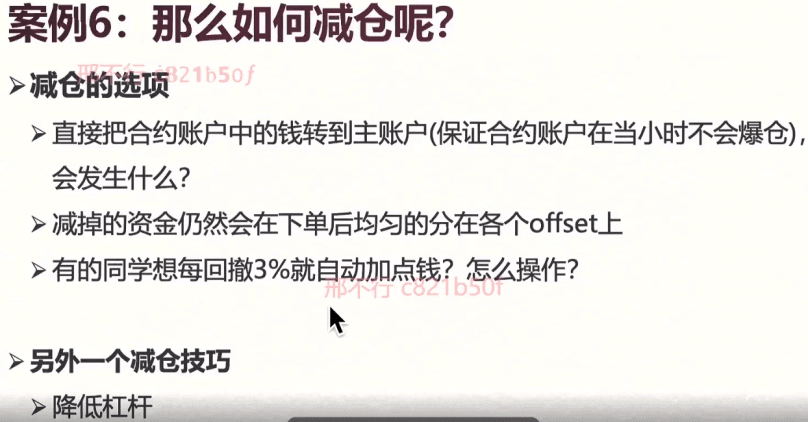 案例6：那么如何减仓呢？
邢不行 c821b50f
减仓的选项
直接把合约账户中的钱转到主账户(保证合约账户在当小时不会爆仓)，
会发生什么？
减掉的资金仍然会在下单后均匀的分在各个offset上
有的同学想每回撤3%就自动加点钱？怎么操作？
邢不行 c821b50f
另外一个减仓技巧
降低杠杆